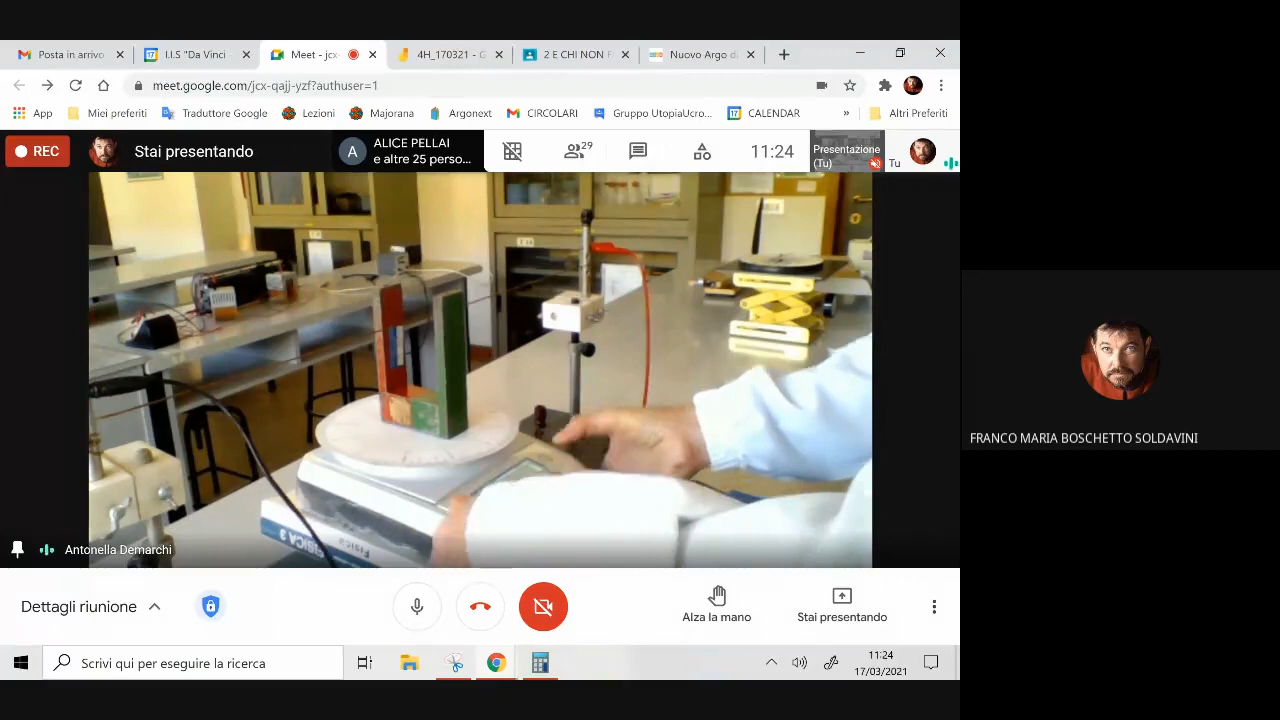 Posta in arrivo
I.I.S "Da Vinci -
Meet - jcx-
4H_170321 - G
2 E CHI NON F
Nuovo Argo di
meet.google.com/jcx-qajj-yzf?authuser=1
App
Miei preferiti
Traduttore Google
Lezioni
Majorana
Argonext
CIRCOLARI
Gruppo UtopiaUcro...
CALENDAR
»
Altri Preferiti
REC
Stai presentando
A
ALICE PELLAI
e altre 25 perso...
29
11:24
Presentazione
(Tu)
Tu
FISICA 3
Fisica
Antonella Demarchi
FRANCO MARIA BOSCHETTO SOLDAVINI
Dettagli riunione
Alza la mano
Stai presentando
Scrivi qui per eseguire la ricerca
11:24
17/03/2021